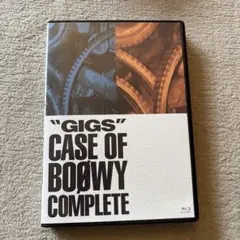 "GIGS"
CASE OF
BOØWY
COMPLETE